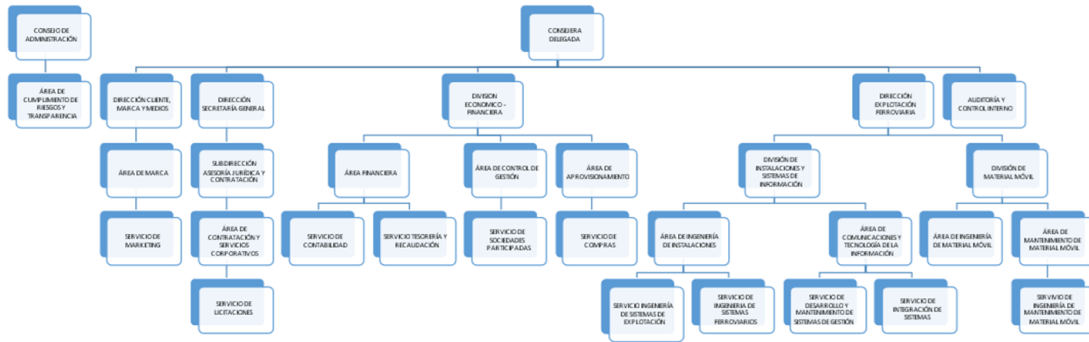 CONSEJO DE
ADMINISTRACIÓN
CONSEJERA
DELEGADA
ÁREA DE
CUMPLIMIENTO DE
RIESGOS Y
TRANSPARENCIA
DIRECCIÓN CLIENTE,
MARCA Y MEDIOS
DIRECCIÓN
SECRETARÍA GENERAL
DIVISION
ECONOMICO -
FINANCIERA
DIRECCIÓN
EXPLOTACIÓN
FERROVIARIA
AUDITORÍA Y
CONTROL INTERNO
ÁREA DE MARCA
SUBDIRECCIÓN
ASESORÍA JURÍDICA Y
CONTRATACIÓN
ÁREA FINANCIERA
ÁREA DE CONTROL DE
GESTIÓN
ÁREA DE
APROVISIONAMIENTO
DIVISIÓN DE
INSTALACIONES Y
SISTEMAS DE
INFORMACIÓN
DIVISIÓN DE
MATERIAL MÓVIL
SERVICIO DE
MARKETING
ÁREA DE
CONTRATACIÓN Y
SERVICIOS
CORPORATIVOS
SERVICIO DE
CONTABILIDAD
SERVICIO TESORERÍA Y
RECAUDACIÓN
SERVICIO DE
SOCIEDADES
PARTICIPADAS
SERVICIO DE
COMPRAS
ÁREA DE INGENIERÍA
DE INSTALACIONES
ÁREA DE
COMUNICACIONES Y
TECNOLOGÍA DE LA
INFORMACIÓN
ÁREA DE INGENIERÍA
DE MATERIAL MÓVIL
ÁREA DE
MANTENIMIENTO DE
MATERIAL MÓVIL
SERVICIO DE
LICITACIONES
SERVICIO INGENIERÍA
DE SISTEMAS DE
EXPLOTACIÓN
SERVICIO DE
INGENIERIA DE
SISTEMAS
FERROVIARIOS
SERVICIO DE
DESARROLLO Y
MANTENIMIENTO DE
SISTEMAS DE GESTIÓN
SERVICIO DE
INTEGRACIÓN DE
SISTEMAS
SERVIVIO DE
INGENIERÍA DE
MANTENIMIENTO DE
MATERIAL MÓVIL